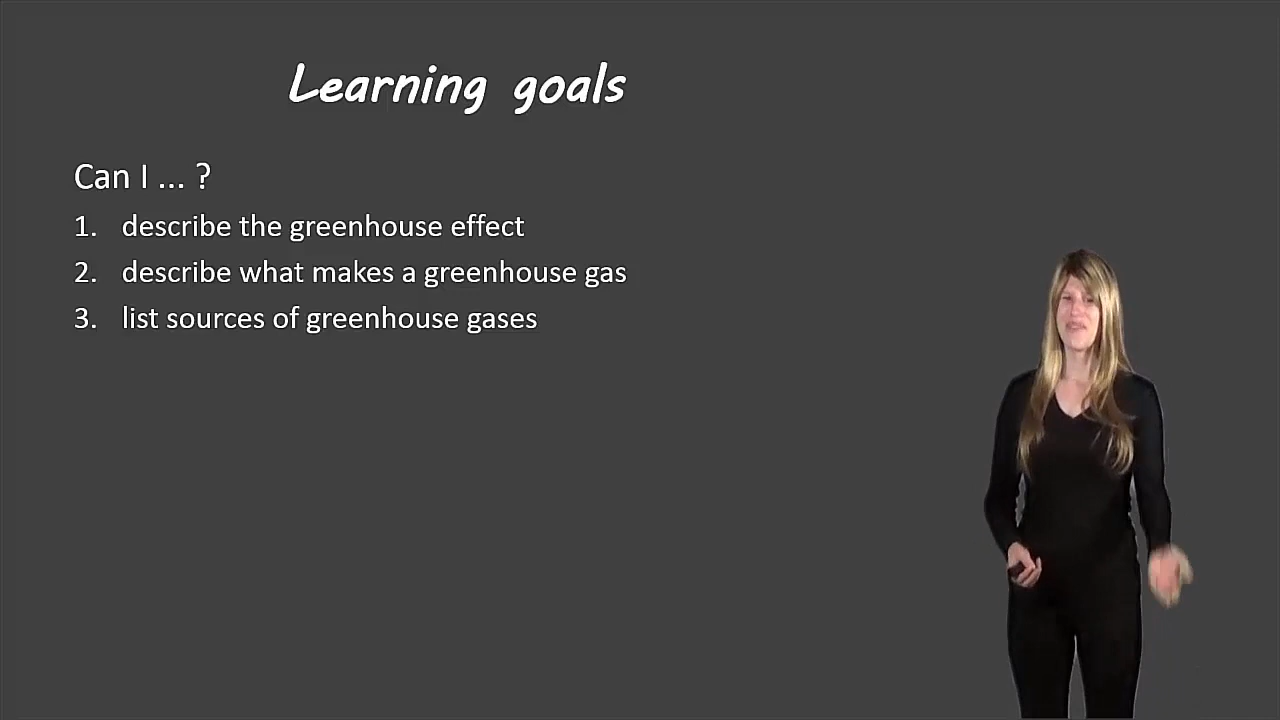 Learning goals
Can I ... ?
1. describe the greenhouse effect
2. describe what makes a greenhouse gas
3. list sources of greenhouse gases